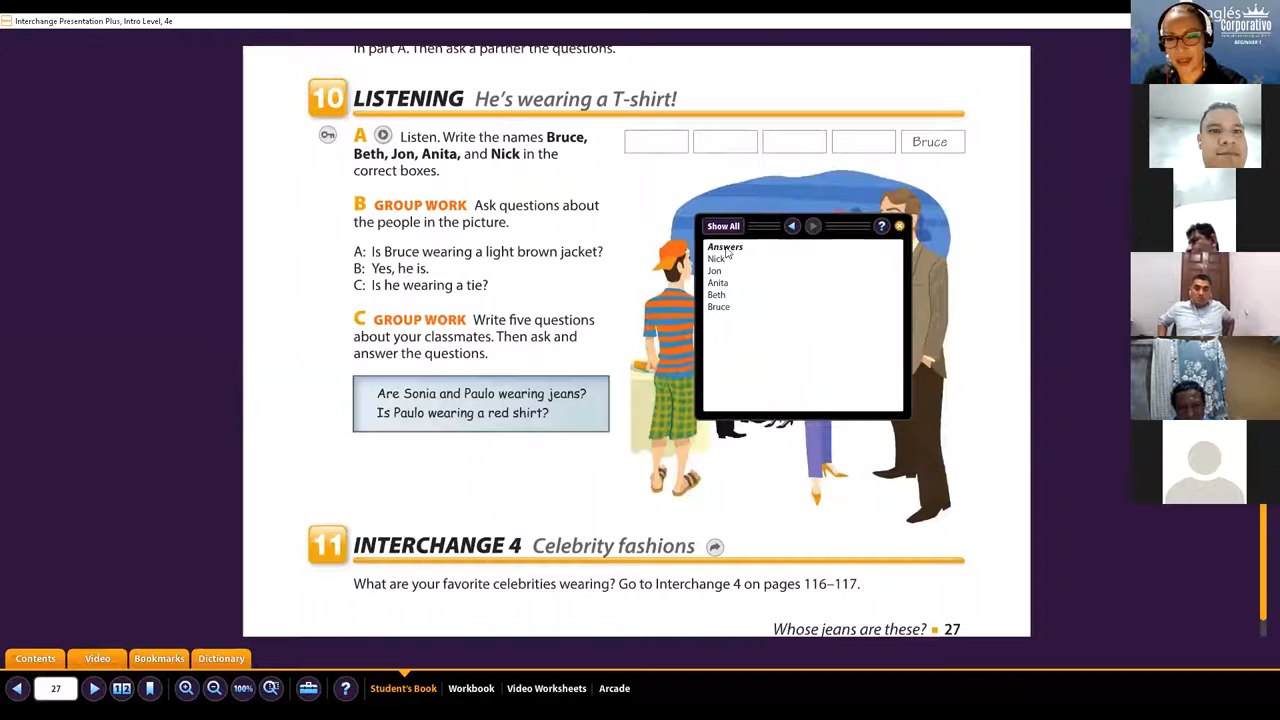 Interchange Presentation Plus, Intro Level, 4e
in part A. Then ask a partner the questions.
10 LISTENING He's wearing a T-shirt!
A Listen. Write the names Bruce,
Beth, Jon, Anita, and Nick in the
correct boxes.
Bruce
B GROUP WORK Ask questions about
the people in the picture.
A: Is Bruce wearing a light brown jacket?
B: Yes, he is.
C: Is he wearing a tie?
C GROUP WORK Write five questions
about your classmates. Then ask and
answer the questions.
Are Sonia and Paulo wearing jeans?
Is Paulo wearing a red shirt?
Show All
?
Answers
Nick
Jon
Anita
Beth
Bruce
11 INTERCHANGE 4 Celebrity fashions
What are your favorite celebrities wearing? Go to Interchange 4 on pages 116–117.
Whose jeans are these? 27
Contents Video Bookmarks Dictionary
27 1 2 100% ? Student's Book Workbook Video Worksheets Arcade
Corporativo
BEGINNER 1